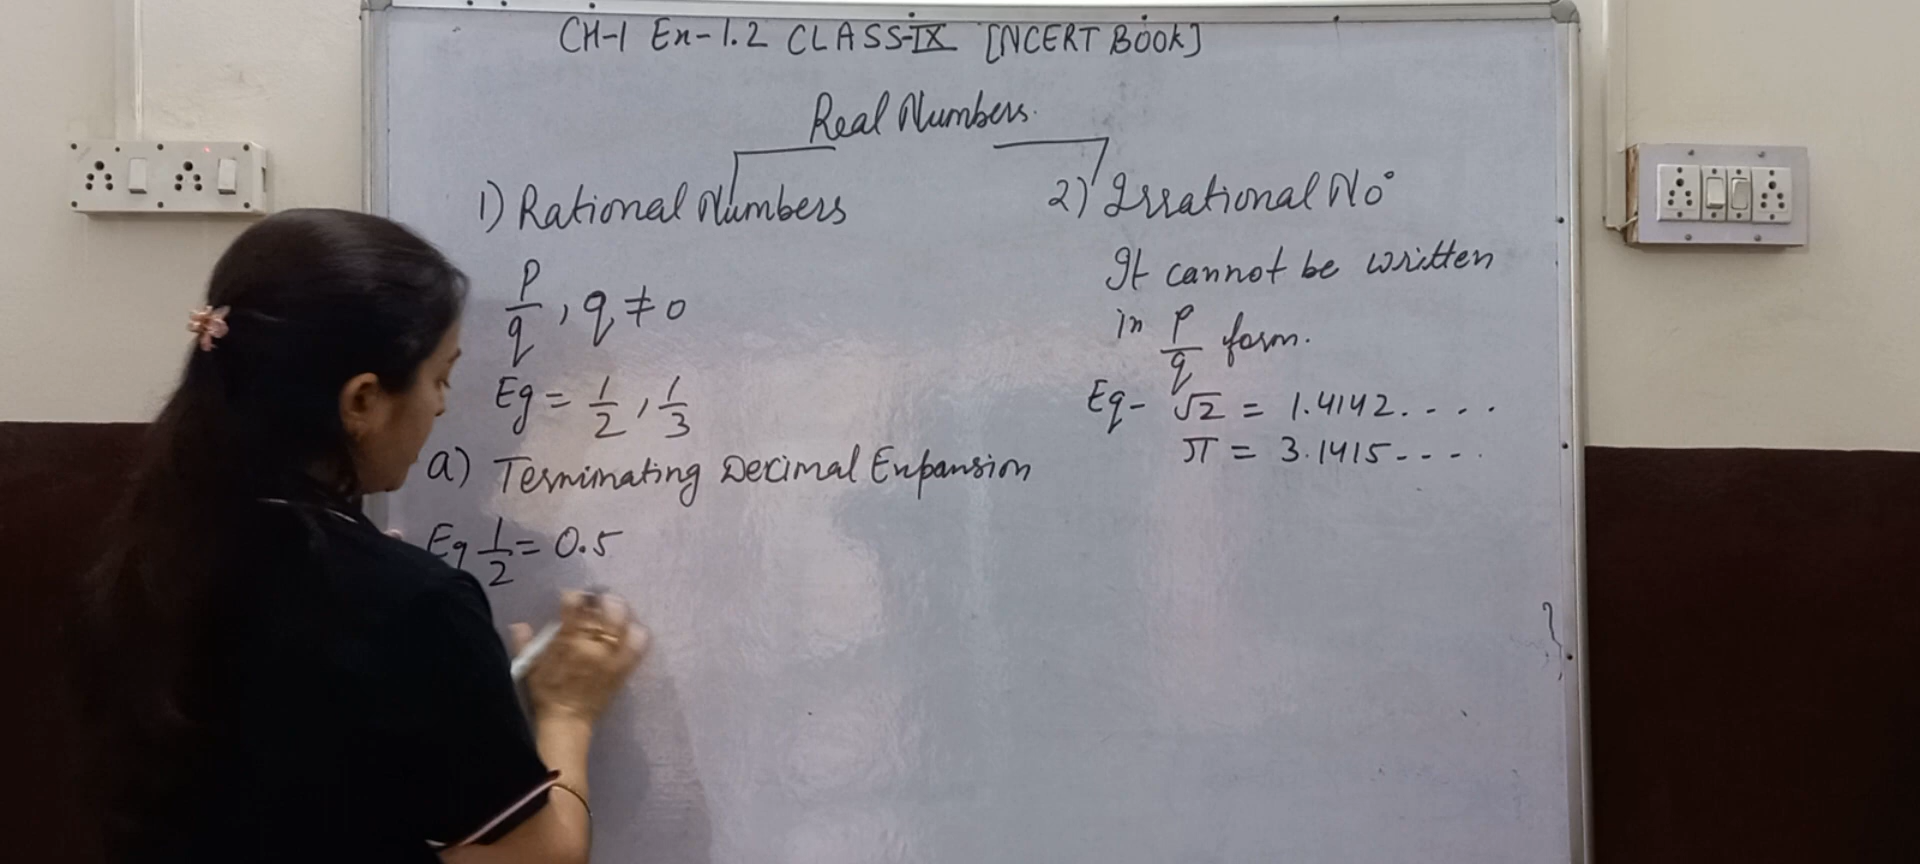 CH-1 Ex-1.2 CLASS-IX [NCERT BOOK]
Real Numbers.
1) Rational Numbers
p/q , q ≠ 0
Eg = 1/2 , 1/3
a) Terminating Decimal Expansion
Eg 1/2 = 0.5
2) Irrational No
It cannot be written
in p/q form.
Eg - √2 = 1.4142....
π = 3.1415----.